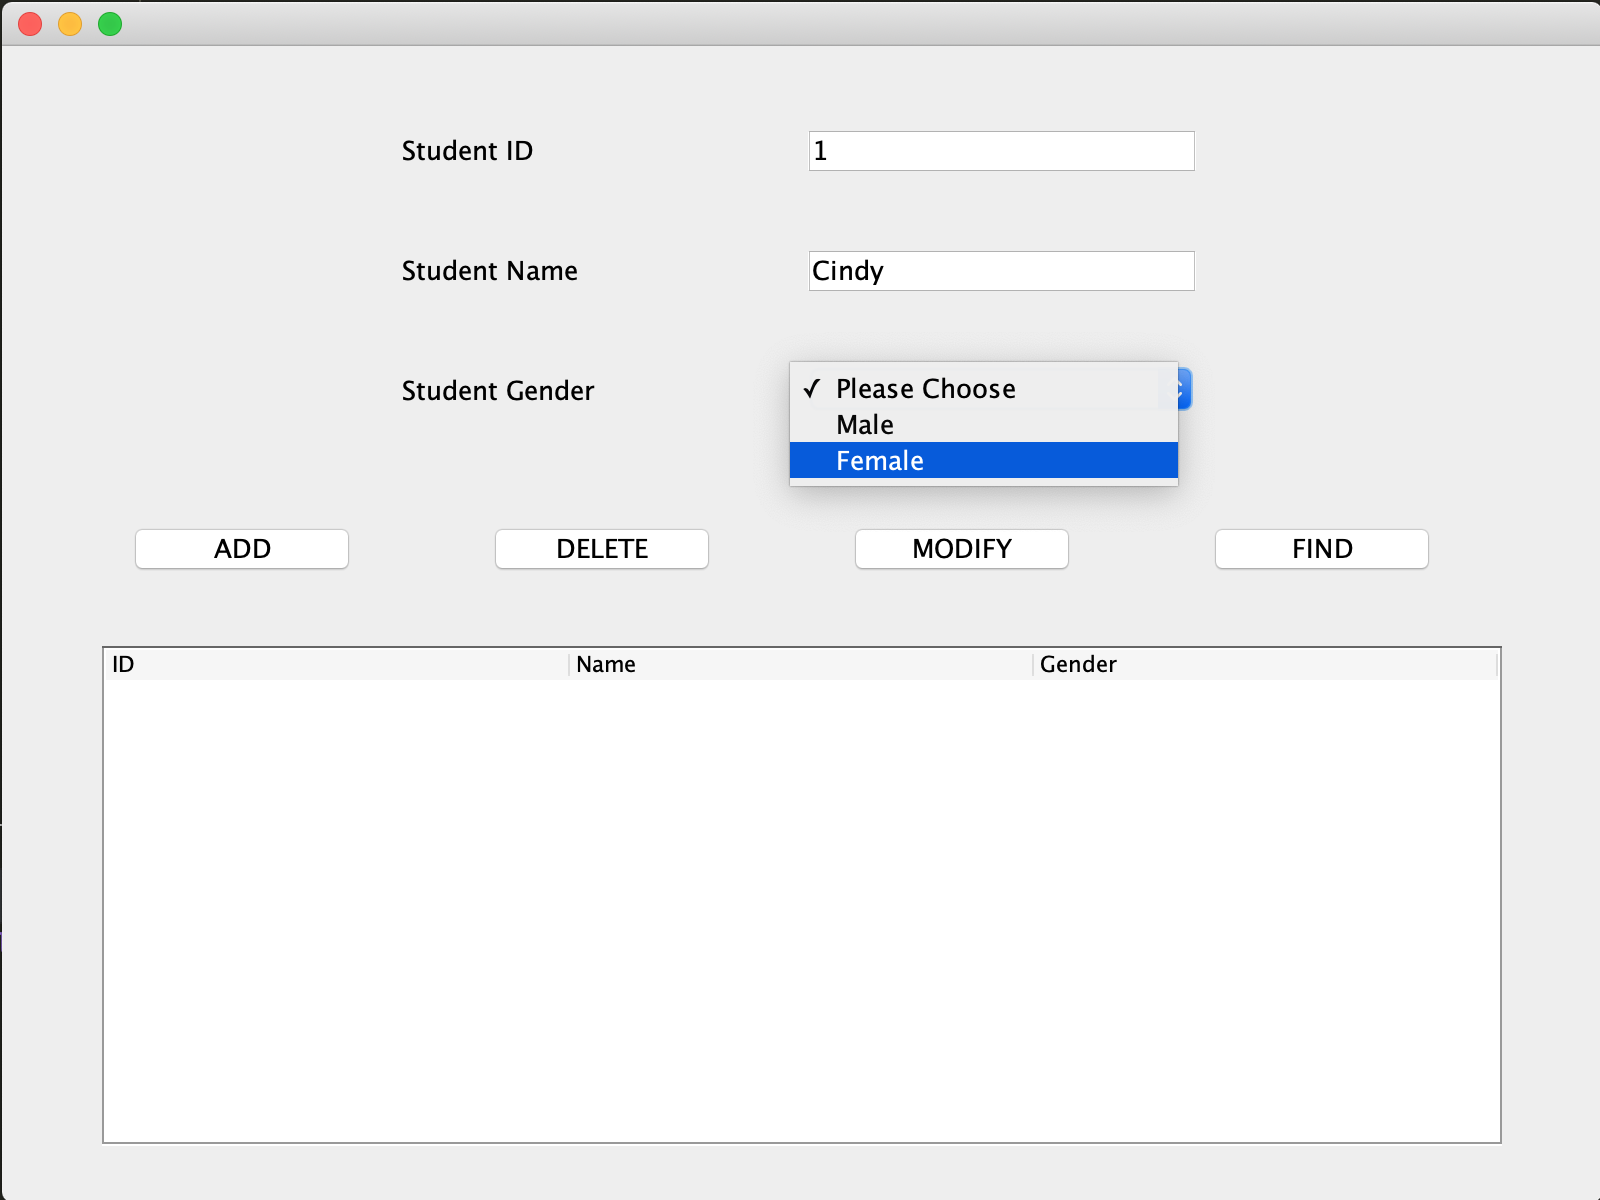 Student ID 1
Student Name Cindy
Student Gender ✓ Please Choose
Male
Female
ADD DELETE MODIFY FIND
ID Name Gender